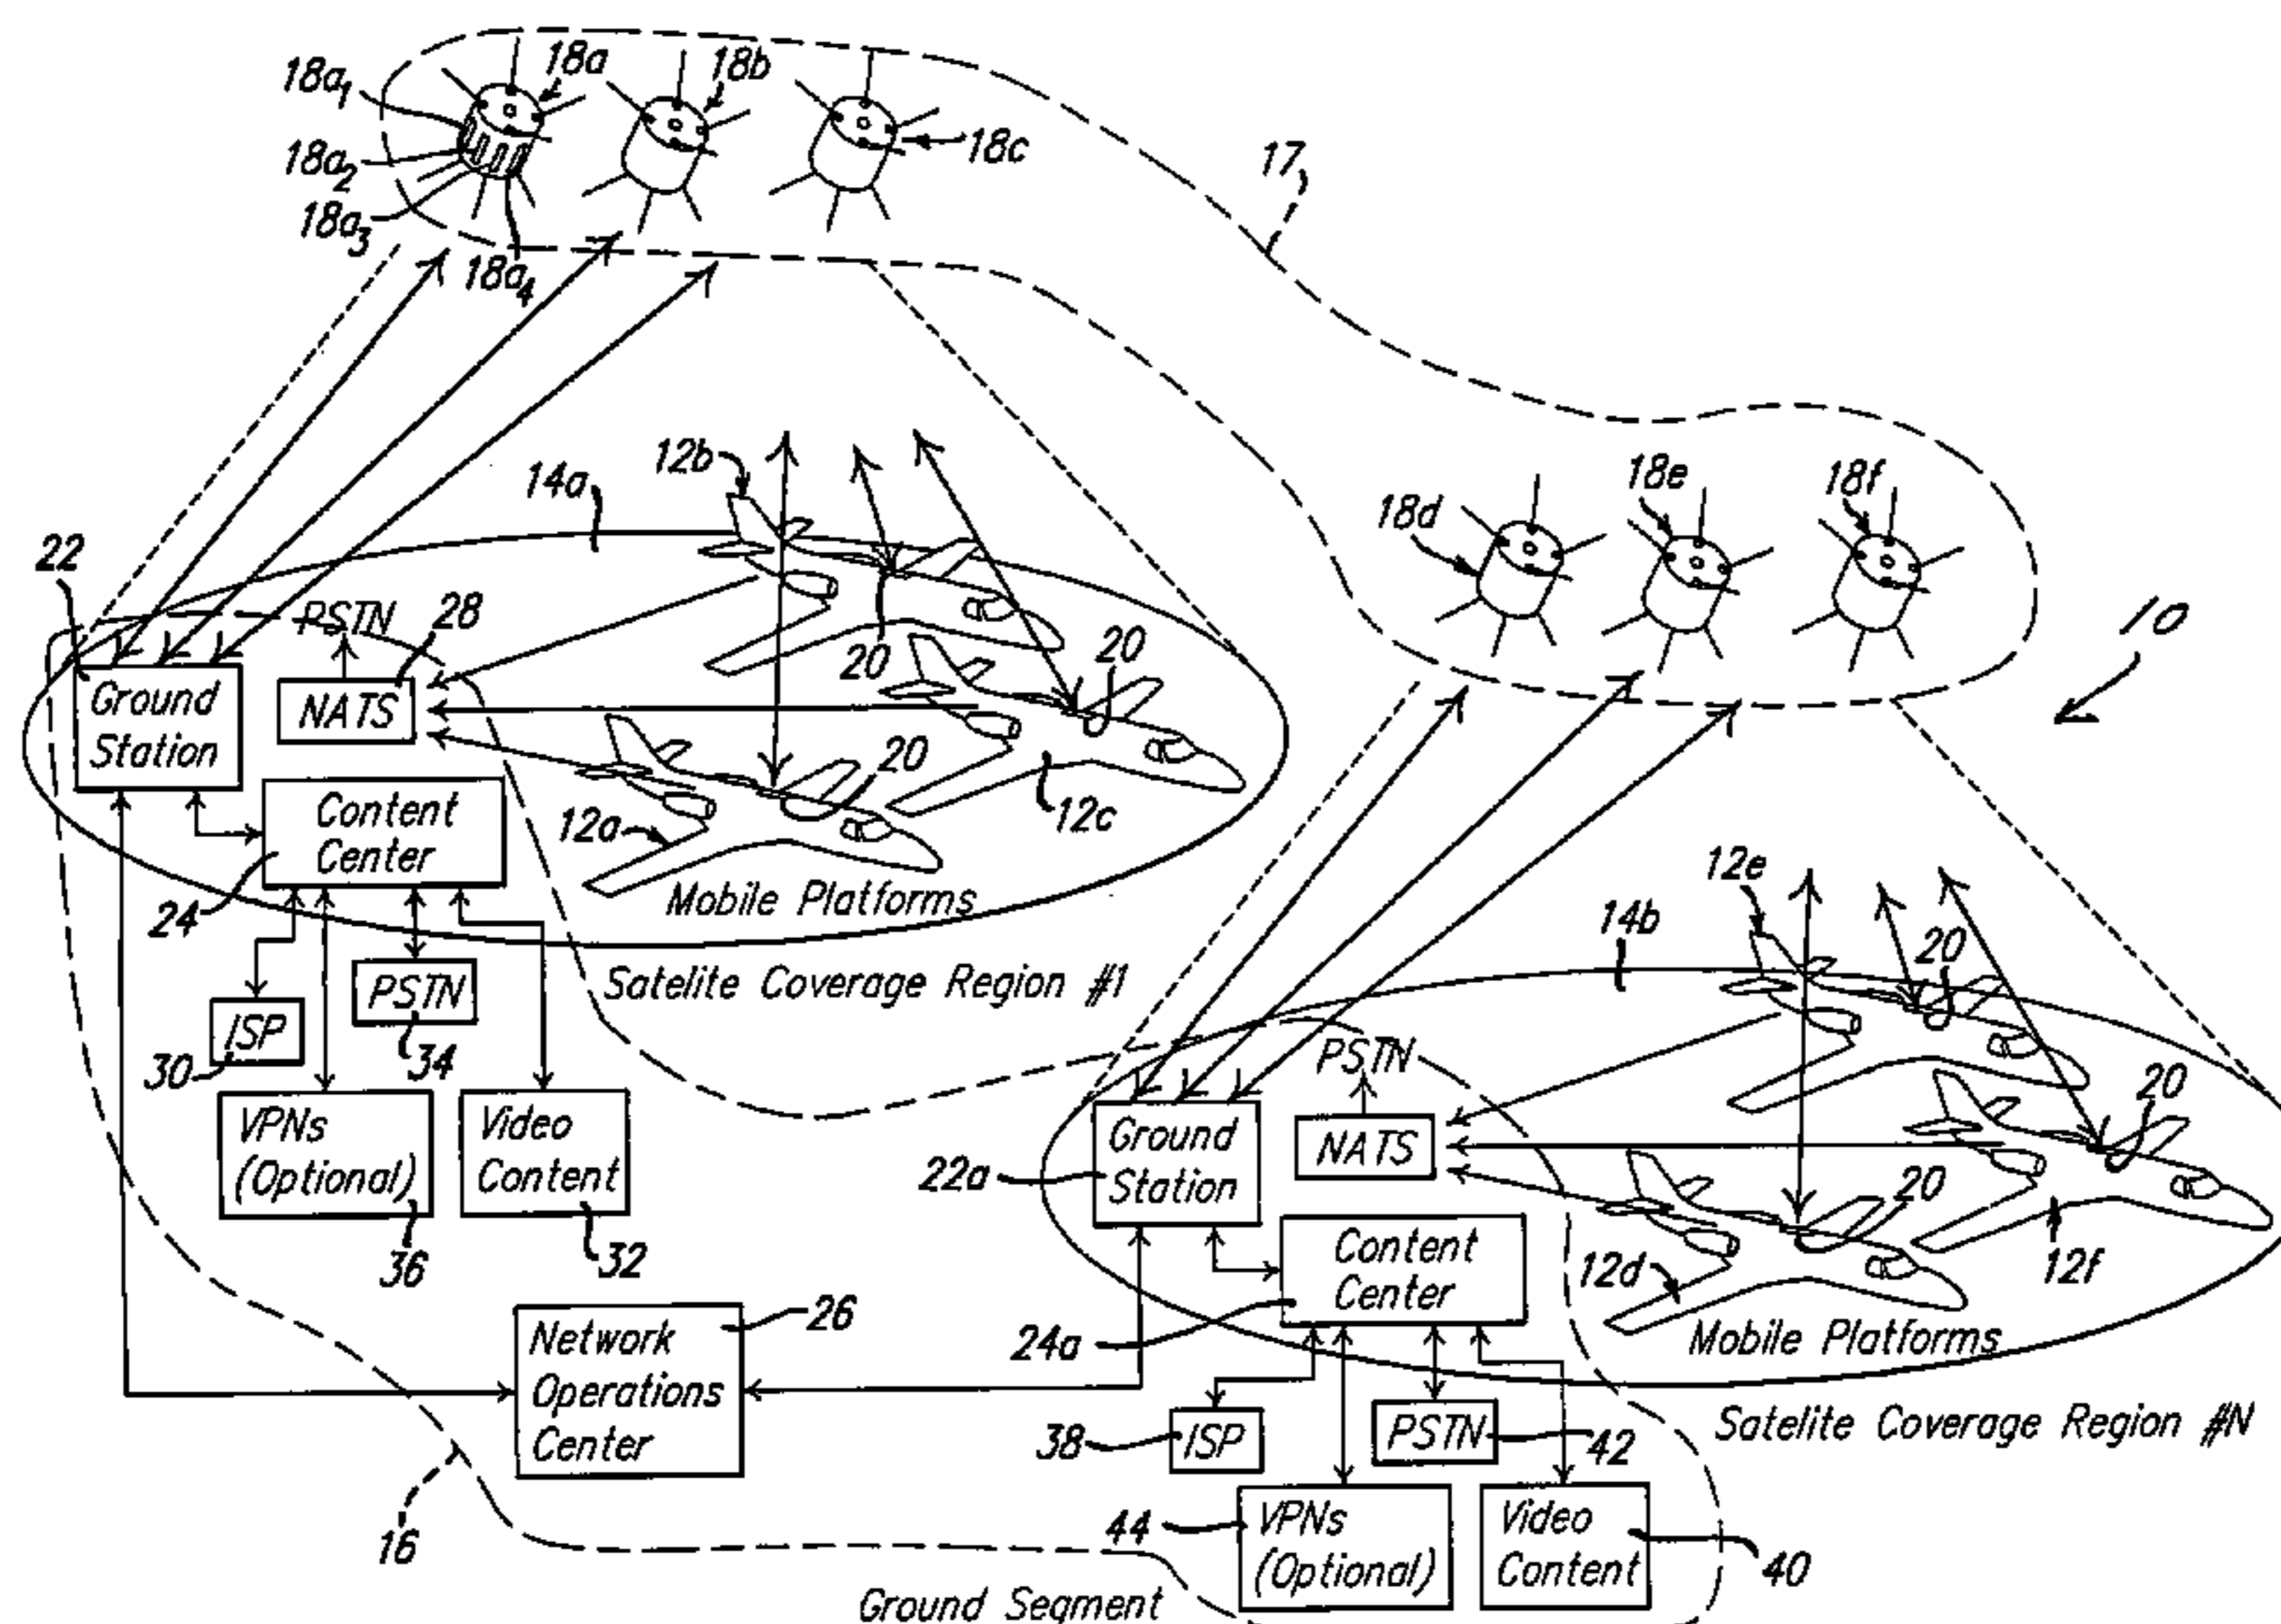 18a
18b
18a1
18a2
18c
18a3
18a4
17
12b
14a
18e
18f
18d
22
PSTN
28
10
20
20
Ground
Station
NATS
20
Content
Center
12a
12c
24
Mobile Platforms
12e
14b
20
Satelite Coverage Region #1
PSTN
ISP
34
30
PSTN
20
VPNs
(Optional)
Video
Content
Ground
Station
NATS
22a
20
36
32
Content
Center
12d
12f
26
Network
Operations
Center
24a
Mobile Platforms
38
ISP
PSTN
42
Satelite Coverage Region #N
16
44
VPNs
(Optional)
Video
Content
40
Ground Segment